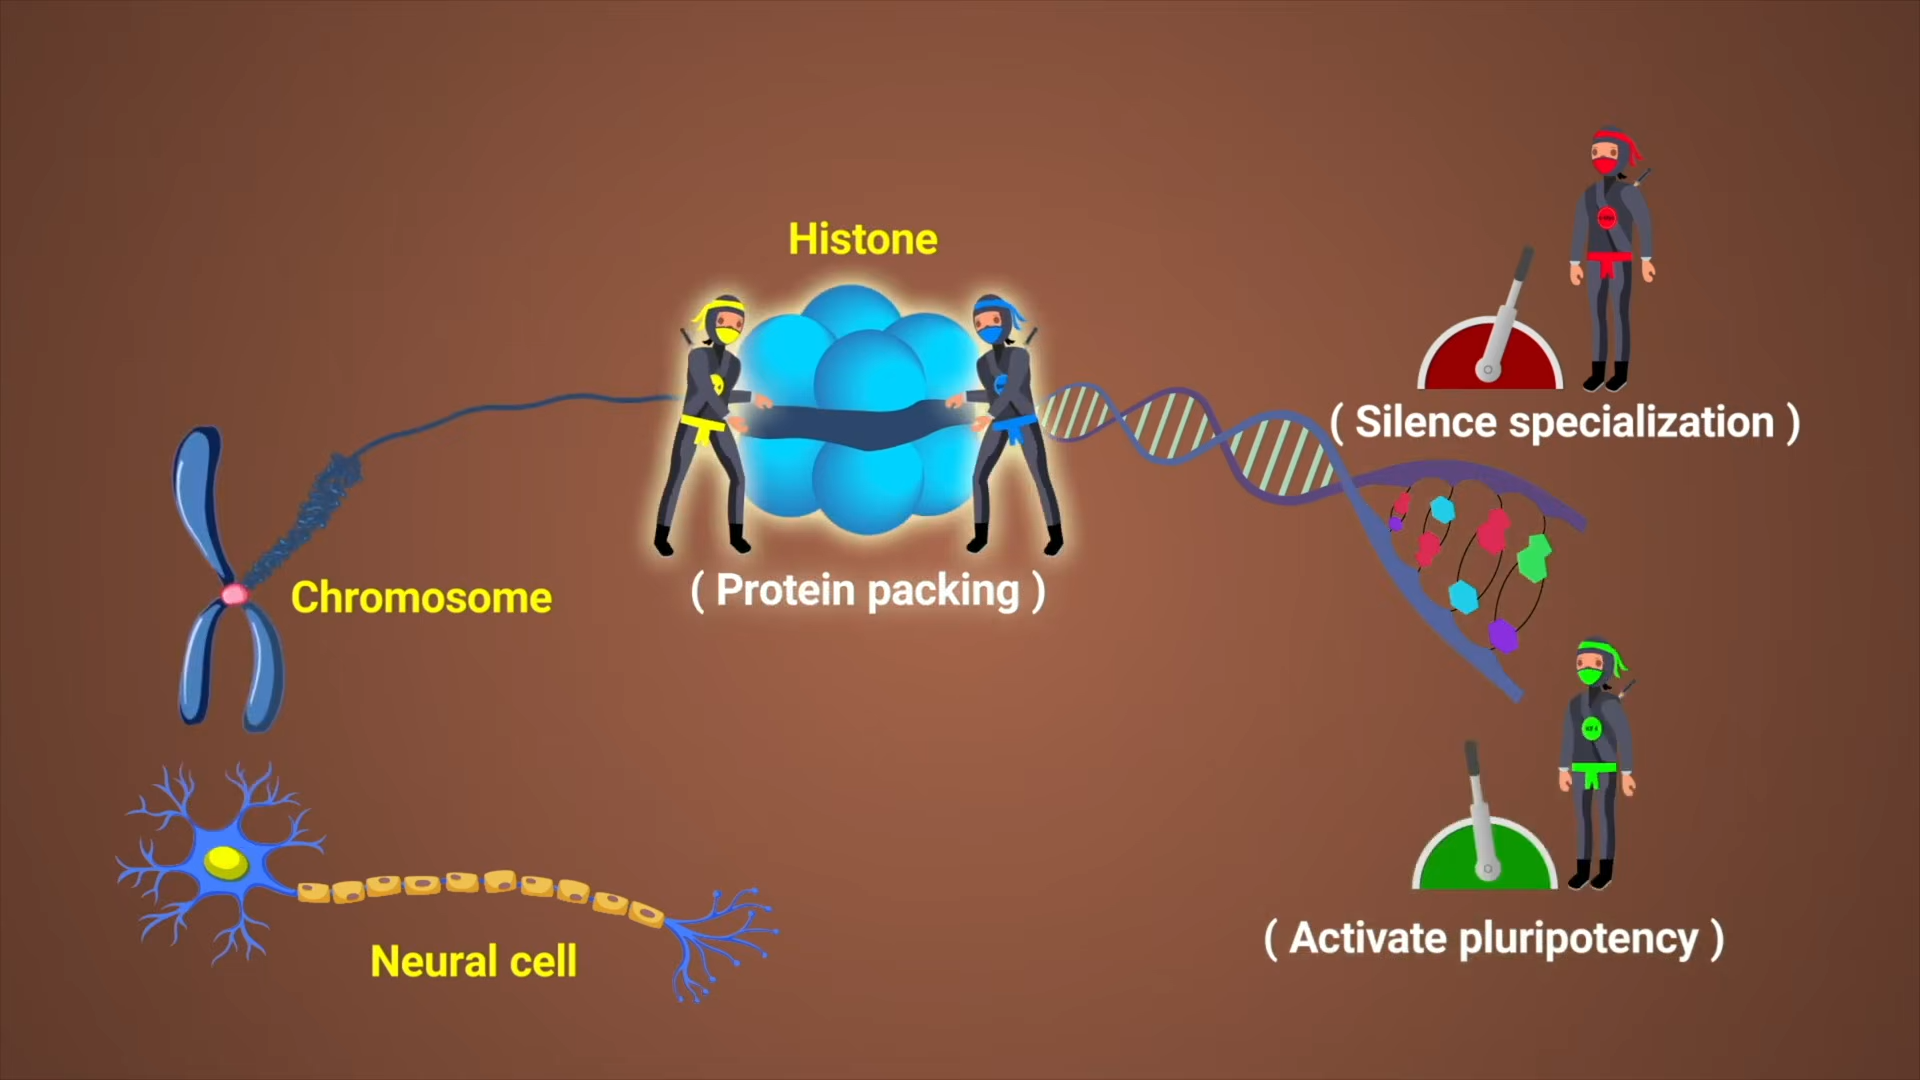 Histone
( Silence specialization )
( Protein packing )
Chromosome
Neural cell
( Activate pluripotency )